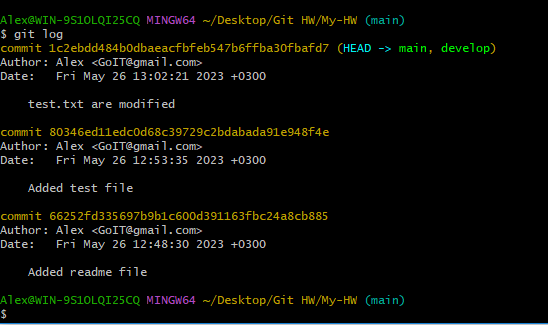 Alex@WIN-9S1OLQI25CQ MINGW64 ~/Desktop/Git HW/My-HW (main)
$ git log
commit 1c2ebdd484b0dbaeacfbfeb547b6ffba30fbafd7 (HEAD -> main, develop)
Author: Alex <GoIT@gmail.com>
Date:   Fri May 26 13:02:21 2023 +0300
    test.txt are modified
commit 80346ed11edc0d68c39729c2bdabada91e948f4e
Author: Alex <GoIT@gmail.com>
Date:   Fri May 26 12:53:35 2023 +0300
    Added test file
commit 66252fd335697b9b1c600d391163fbc24a8cb885
Author: Alex <GoIT@gmail.com>
Date:   Fri May 26 12:48:30 2023 +0300
    Added readme file
Alex@WIN-9S1OLQI25CQ MINGW64 ~/Desktop/Git HW/My-HW (main)
$